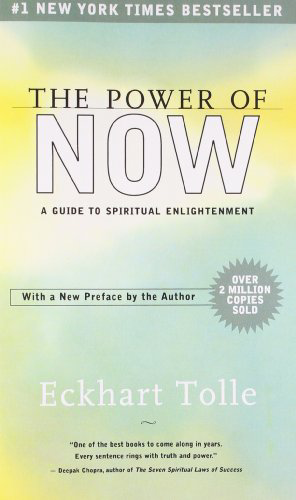 #1 NEW YORK TIMES BESTSELLER
THE POWER OF
NOW
A GUIDE TO SPIRITUAL ENLIGHTENMENT
OVER
2 MILLION
COPIES
SOLD
With a New Preface by the Author
Eckhart Tolle
"One of the best books to come along in years.
Every sentence rings with truth and power."
— Deepak Chopra, author of The Seven Spiritual Laws of Success